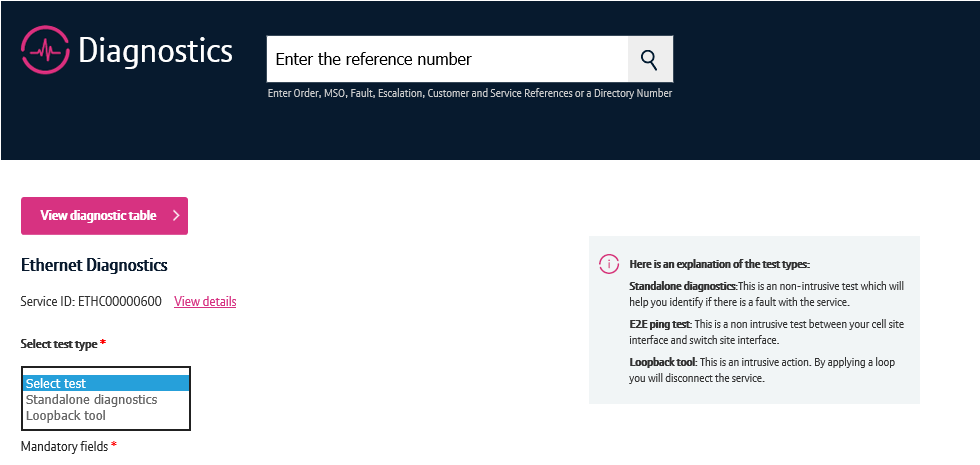 Diagnostics
Enter the reference number
Enter Order, MSO, Fault, Escalation, Customer and Service References or a Directory Number
View diagnostic table
Ethernet Diagnostics
Service ID: ETHC00000600 View details
Select test type *
Select test
Standalone diagnostics
Loopback tool
Mandatory fields *
Here is an explanation of the test types:
Standalone diagnostics:This is an non-intrusive test which will
help you identify if there is a fault with the service.
E2E ping test: This is a non intrusive test between your cell site
interface and switch site interface.
Loopback tool: This is an intrusive action. By applying a loop
you will disconnect the service.